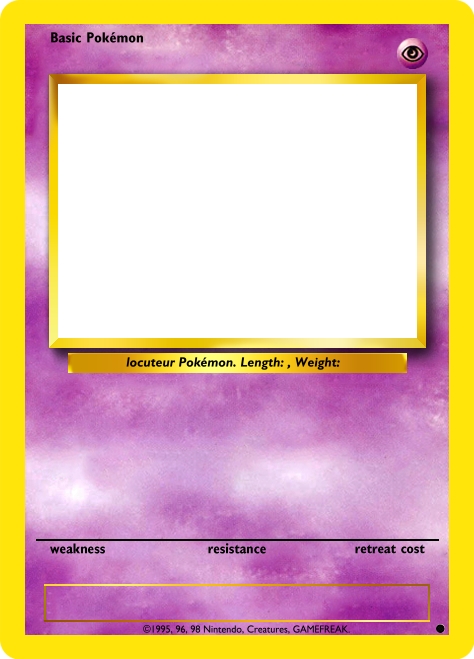 Basic Pokémon
locuteur Pokémon. Length: , Weight:
weakness resistance retreat cost
©1995, 96, 98 Nintendo, Creatures, GAMEFREAK.